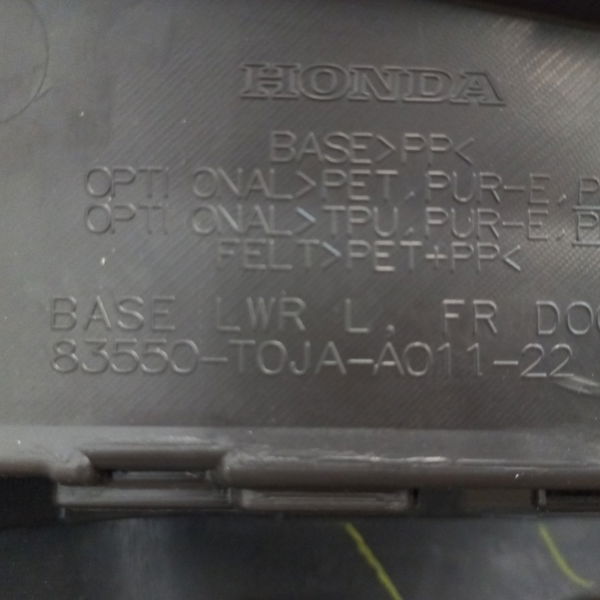 HONDA
BASE>PP<
OPTIONAL>PET,PUR-E,P
OPTIONAL>TPU,PUR-E,P
FELT>PET+PP<
BASE LWR L, FR DOO
83550-T0JA-A011-22